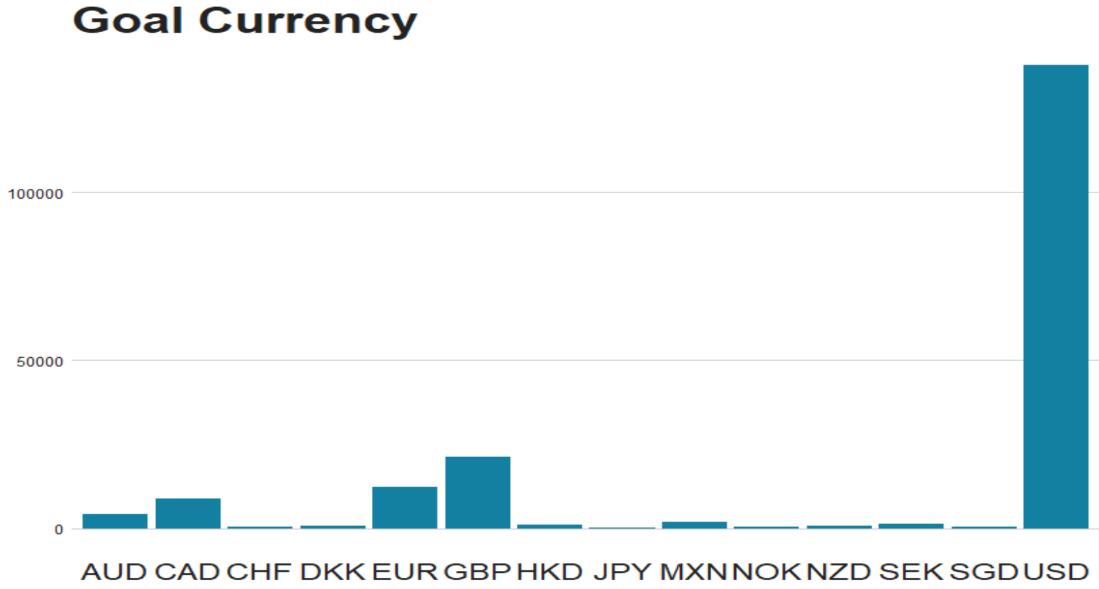 Goal Currency
100000
50000
0
AUD CAD CHF DKK EUR GBP HKD JPY MXN NOK NZD SEK SGD USD